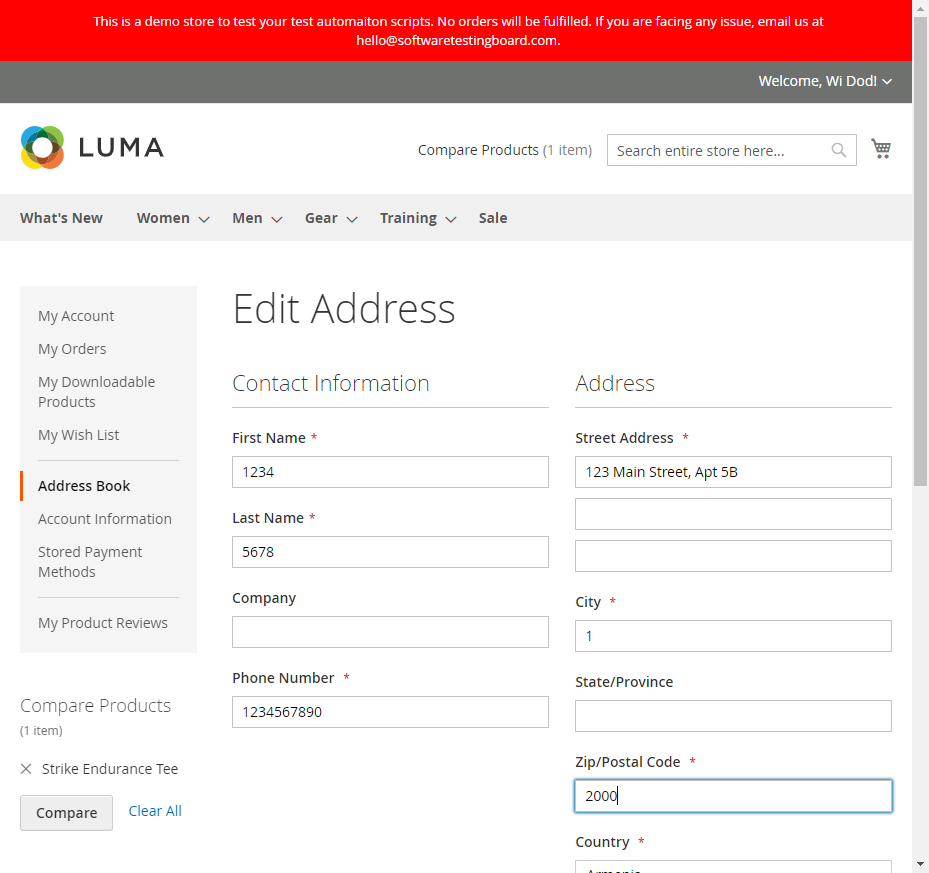 This is a demo store to test your test automaiton scripts. No orders will be fulfilled. If you are facing any issue, email us at
hello@softwaretestingboard.com.
Welcome, Wi Dod!
LUMA
Compare Products (1 item)
Search entire store here...
What's New
Women
Men
Gear
Training
Sale
My Account
My Orders
My Downloadable
Products
My Wish List
Address Book
Account Information
Stored Payment
Methods
My Product Reviews
Compare Products
(1 item)
Strike Endurance Tee
Compare
Clear All
Edit Address
Contact Information
First Name *
1234
Last Name *
5678
Company
Phone Number *
1234567890
Address
Street Address *
123 Main Street, Apt 5B
City *
1
State/Province
Zip/Postal Code *
2000
Country *
Armenia